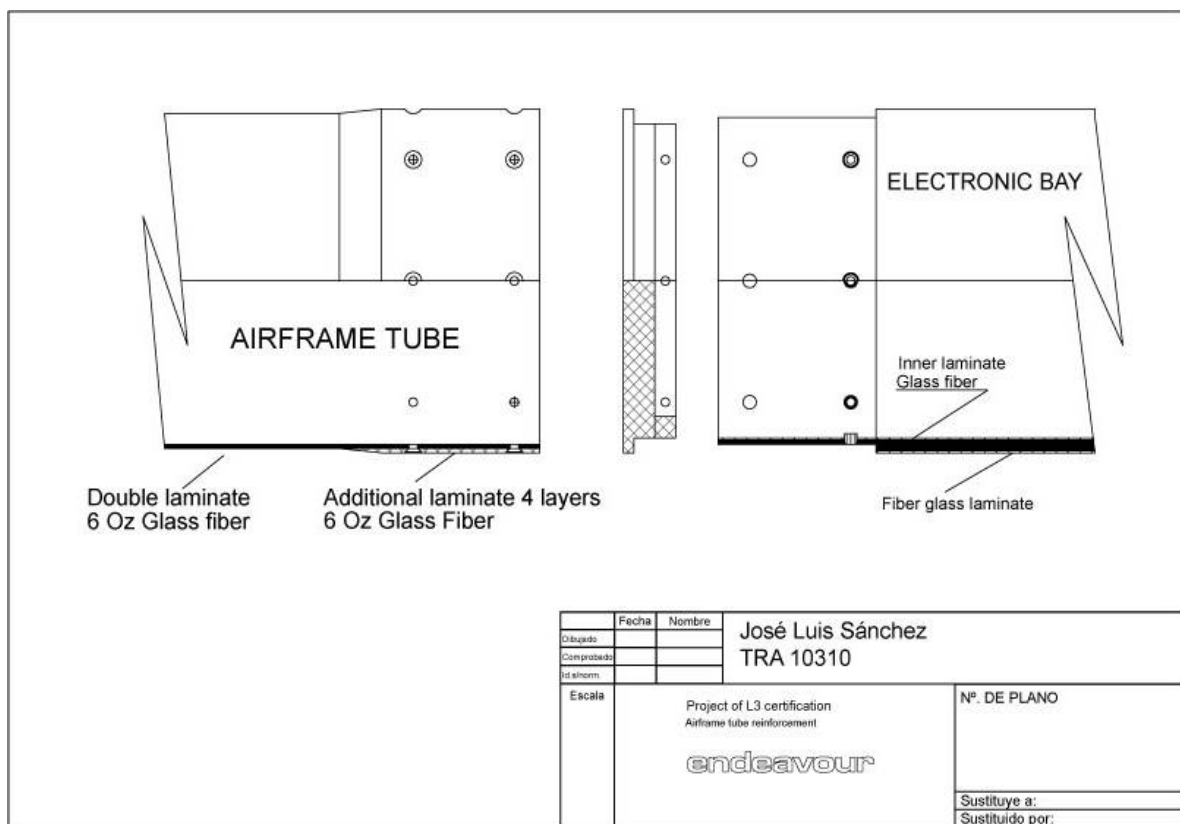 ELECTRONIC BAY
AIRFRAME TUBE
Inner laminate
Glass fiber
Double laminate
6 Oz Glass fiber
Additional laminate 4 layers
6 Oz Glass Fiber
Fiber glass laminate
Fecha
Nombre
José Luis Sánchez
TRA 10310
Dibujado
Comprobado
Id.s/norm.
Escala
Project of L3 certification
Airframe tube reinforcement
endeavour
Nº. DE PLANO
Sustituye a:
Sustituido por: